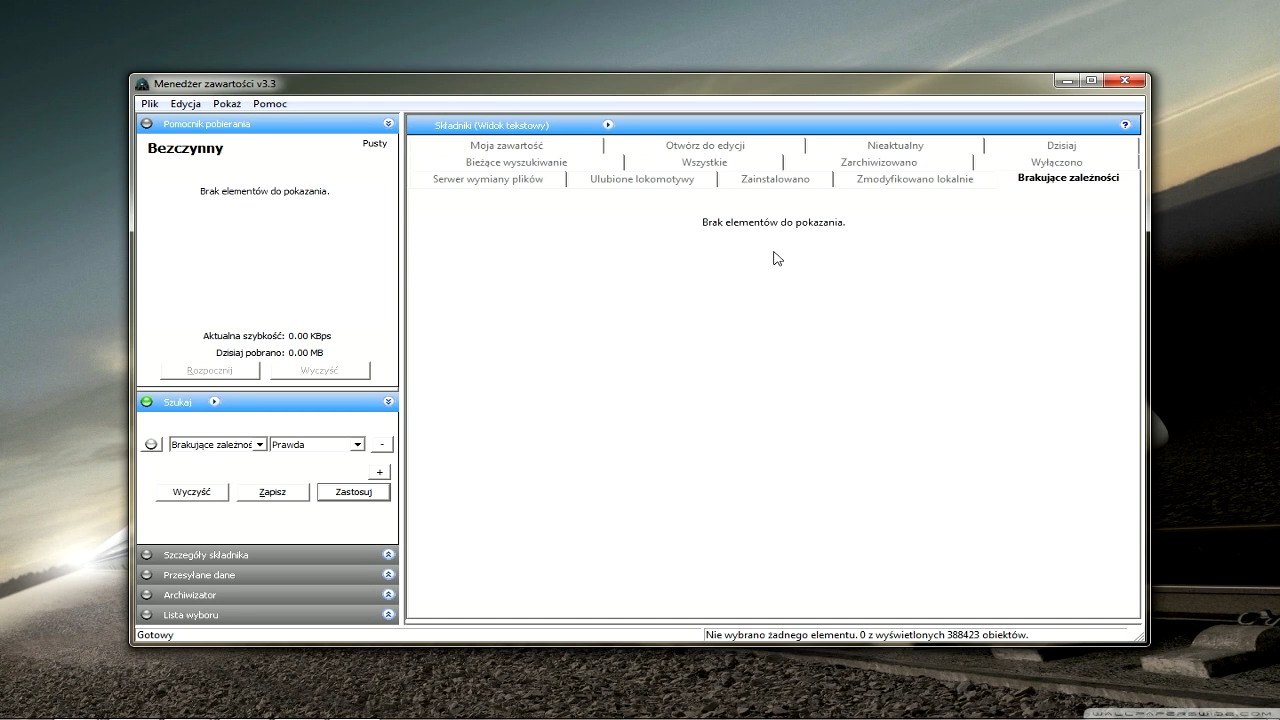 Menedżer zawartości v3.3
Plik Edycja Pokaż Pomoc
Pomocnik pobierania
Bezczynny
Pusty
Brak elementów do pokazania.
Aktualna szybkość: 0.00 KBps
Dzisiaj pobrano: 0.00 MB
Rozpocznij Wyczyść
Szukaj
Brakujące zależnoś Prawda -
+
Wyczyść Zapisz Zastosuj
Szczegóły składnika
Przesyłane dane
Archiwizator
Lista wyboru
Składniki (Widok tekstowy) ?
Moja zawartość Otwórz do edycji Nieaktualny Dzisiaj
Bieżące wyszukiwanie Wszystkie Zarchiwizowano Wyłączono
Serwer wymiany plików Ulubione lokomotywy Zainstalowano Zmodyfikowano lokalnie Brakujące zależności
Brak elementów do pokazania.
Gotowy
Nie wybrano żadnego elementu. 0 z wyświetlonych 388423 obiektów.
WALLPAPERSWIDE.COM